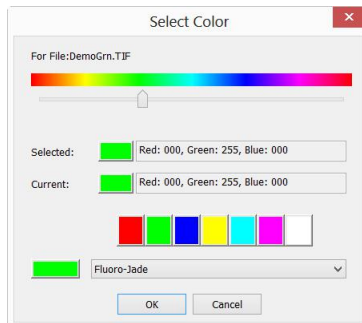 Select Color
For File:DemoGrn.TIF
Selected: Red: 000, Green: 255, Blue: 000
Current: Red: 000, Green: 255, Blue: 000
Fluoro-Jade
OK Cancel